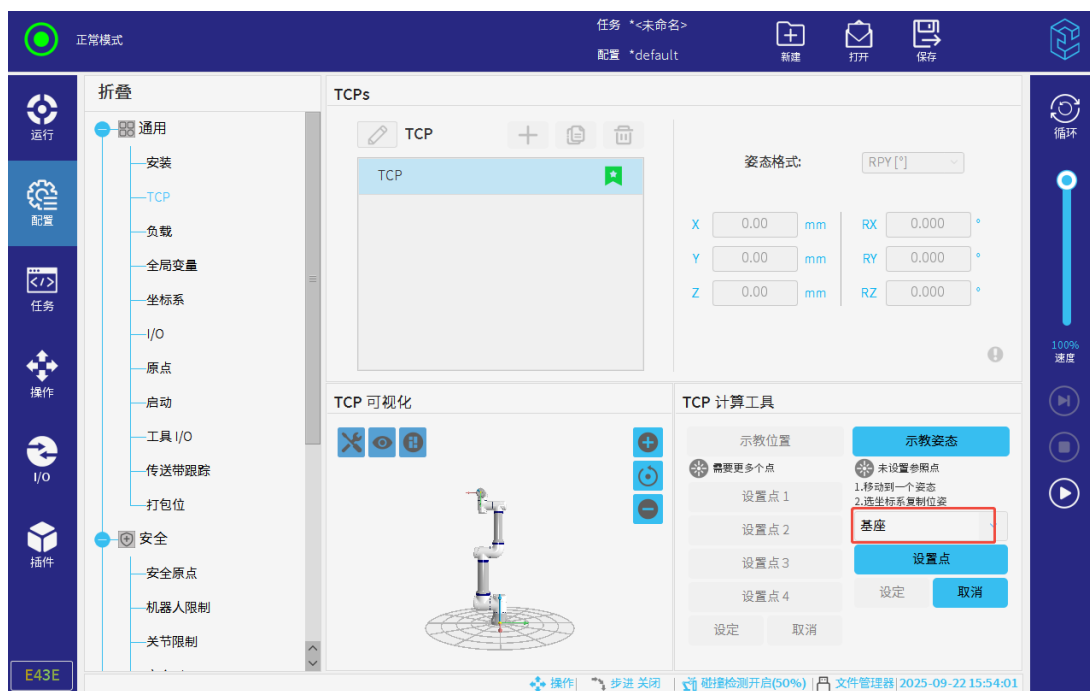 正常模式
任务 *<未命名>
配置 *default
新建
打开
保存
运行
配置
任务
操作
I/O
插件
E43E
折叠
通用
安装
TCP
负载
全局变量
坐标系
I/O
原点
启动
工具 I/O
传送带跟踪
打包位
安全
安全原点
机器人限制
关节限制
TCPs
TCP
TCP
姿态格式:
RPY [°]
X 0.00 mm RX 0.000 °
Y 0.00 mm RY 0.000 °
Z 0.00 mm RZ 0.000 °
TCP 可视化
TCP 计算工具
示教位置
需要更多个点
设置点 1
设置点 2
设置点 3
设置点 4
设定 取消
示教姿态
未设置参照点
1.移动到一个姿态
2.选坐标系复制位姿
基座
设置点
设定 取消
循环
100%
速度
操作 步进 关闭 碰撞检测开启(50%) 文件管理器 2025-09-22 15:54:01